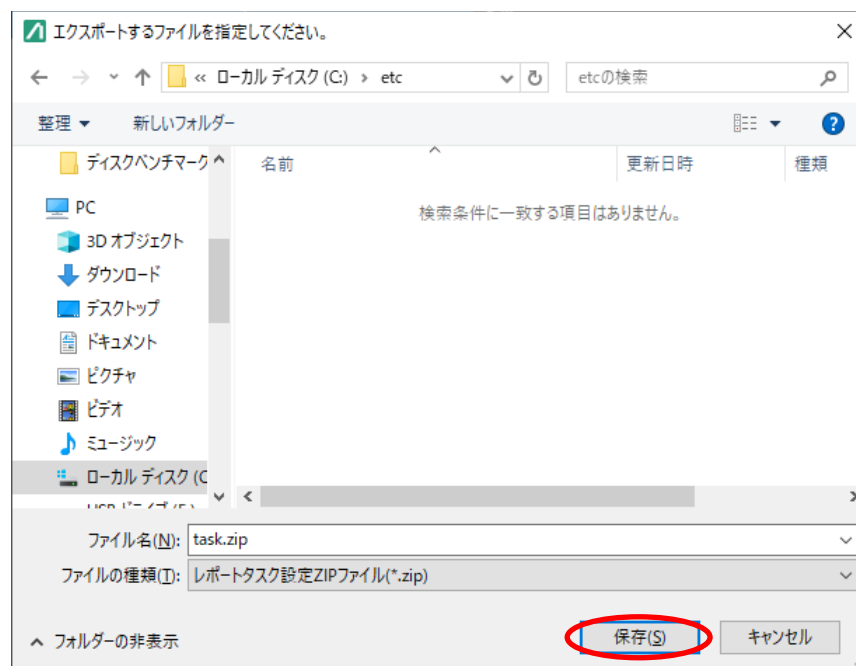 エクスポートするファイルを指定してください。
« ローカル ディスク (C:) › etc
etcの検索
整理
新しいフォルダー
ディスクベンチマーク
名前
更新日時
種類
検索条件に一致する項目はありません。
PC
3D オブジェクト
ダウンロード
デスクトップ
ドキュメント
ピクチャ
ビデオ
ミュージック
ローカル ディスク (C
ファイル名(N): task.zip
ファイルの種類(T): レポートタスク設定ZIPファイル(*.zip)
フォルダーの非表示
保存(S)
キャンセル